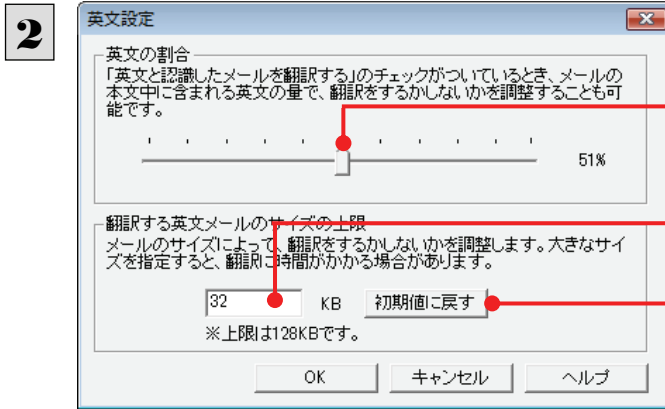 2
英文設定
英文の割合
「英文と認識したメールを翻訳する」のチェックがついているとき、メールの
本文中に含まれる英文の量で、翻訳をするかしないかを調整することも可
能です。
51%
翻訳する英文メールのサイズの上限
メールのサイズによって、翻訳をするかしないかを調整します。大きなサイ
ズを指定すると、翻訳に時間がかかる場合があります。
32 KB 初期値に戻す
※上限は128KBです。
OK キャンセル ヘルプ